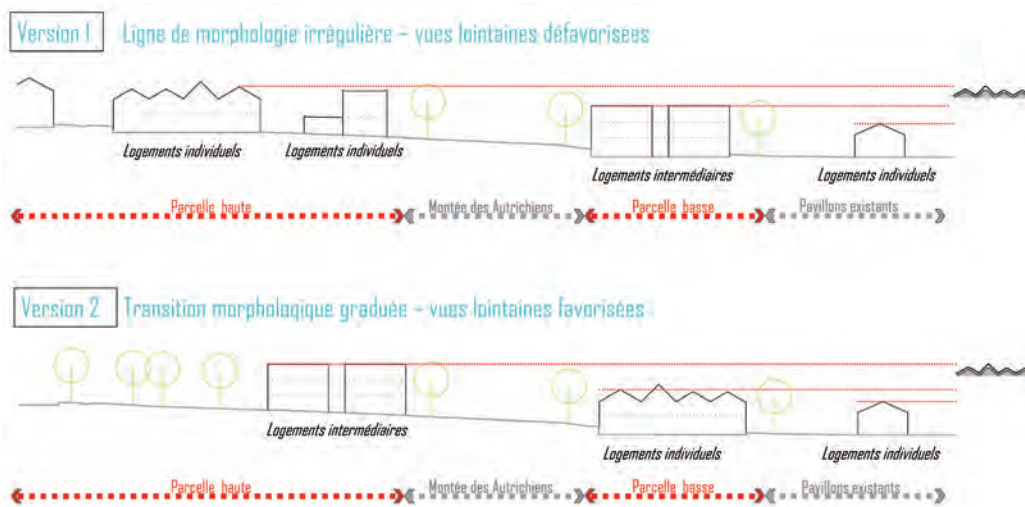 Version 1 Ligne de morphologie irrégulière – vues lointaines défavorisées
Logements individuels Logements individuels Logements intermédiaires Logements individuels
Parcelle haute Montée des Autrichiens Parcelle basse Pavillons existants
Version 2 Transition morphologique graduée – vues lointaines favorisées
Logements intermédiaires Logements individuels Logements individuels
Parcelle haute Montée des Autrichiens Parcelle basse Pavillons existants